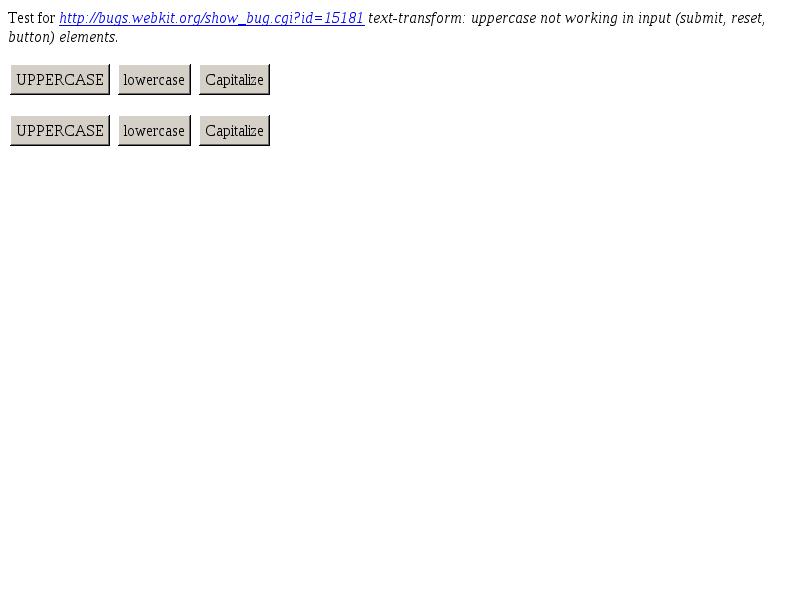 Test for http://bugs.webkit.org/show_bug.cgi?id=15181 text-transform: uppercase not working in input (submit, reset,
button) elements.
UPPERCASE lowercase Capitalize
UPPERCASE lowercase Capitalize